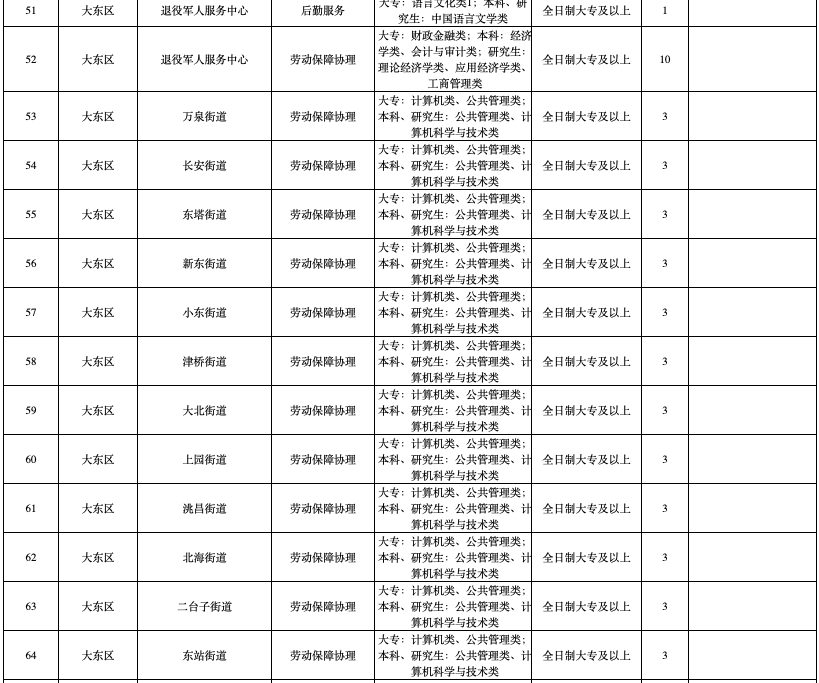 51 大东区 退役军人服务中心 后勤服务 大专：语言文化类1；本科、研
究生：中国语言文学类 全日制大专及以上 1
52 大东区 退役军人服务中心 劳动保障协理 大专：财政金融类；本科：经济
学类、会计与审计类；研究生：
理论经济学类、应用经济学类、
工商管理类 全日制大专及以上 10
53 大东区 万泉街道 劳动保障协理 大专：计算机类、公共管理类；
本科、研究生：公共管理类、计
算机科学与技术类 全日制大专及以上 3
54 大东区 长安街道 劳动保障协理 大专：计算机类、公共管理类；
本科、研究生：公共管理类、计
算机科学与技术类 全日制大专及以上 3
55 大东区 东塔街道 劳动保障协理 大专：计算机类、公共管理类；
本科、研究生：公共管理类、计
算机科学与技术类 全日制大专及以上 3
56 大东区 新东街道 劳动保障协理 大专：计算机类、公共管理类；
本科、研究生：公共管理类、计
算机科学与技术类 全日制大专及以上 3
57 大东区 小东街道 劳动保障协理 大专：计算机类、公共管理类；
本科、研究生：公共管理类、计
算机科学与技术类 全日制大专及以上 3
58 大东区 津桥街道 劳动保障协理 大专：计算机类、公共管理类；
本科、研究生：公共管理类、计
算机科学与技术类 全日制大专及以上 3
59 大东区 大北街道 劳动保障协理 大专：计算机类、公共管理类；
本科、研究生：公共管理类、计
算机科学与技术类 全日制大专及以上 3
60 大东区 上园街道 劳动保障协理 大专：计算机类、公共管理类；
本科、研究生：公共管理类、计
算机科学与技术类 全日制大专及以上 3
61 大东区 洮昌街道 劳动保障协理 大专：计算机类、公共管理类；
本科、研究生：公共管理类、计
算机科学与技术类 全日制大专及以上 3
62 大东区 北海街道 劳动保障协理 大专：计算机类、公共管理类；
本科、研究生：公共管理类、计
算机科学与技术类 全日制大专及以上 3
63 大东区 二台子街道 劳动保障协理 大专：计算机类、公共管理类；
本科、研究生：公共管理类、计
算机科学与技术类 全日制大专及以上 3
64 大东区 东站街道 劳动保障协理 大专：计算机类、公共管理类；
本科、研究生：公共管理类、计
算机科学与技术类 全日制大专及以上 3